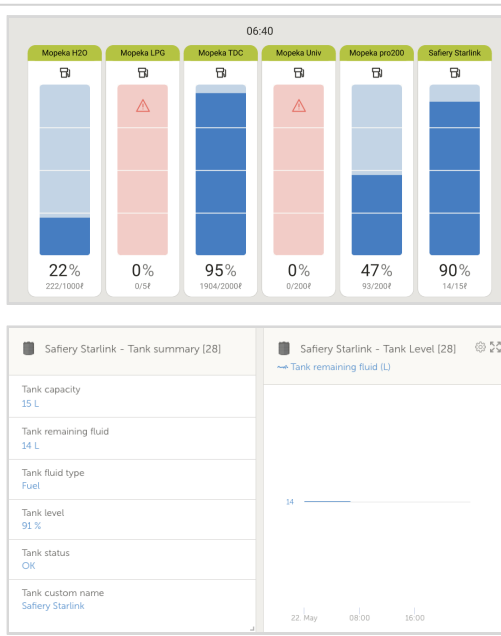 06:40
Mopeka H2O Mopeka LPG Mopeka TDC Mopeka Univ Mopeka pro200 Safiery Starlink
22% 0% 95% 0% 47% 90%
222/1000ℓ 0/5ℓ 1904/2000ℓ 0/200ℓ 93/200ℓ 14/15ℓ
Safiery Starlink - Tank summary [28]
Tank capacity
15 L
Tank remaining fluid
14 L
Tank fluid type
Fuel
Tank level
91 %
Tank status
OK
Tank custom name
Safiery Starlink
Safiery Starlink - Tank Level [28]
Tank remaining fluid (L)
14
22. May 08:00 16:00